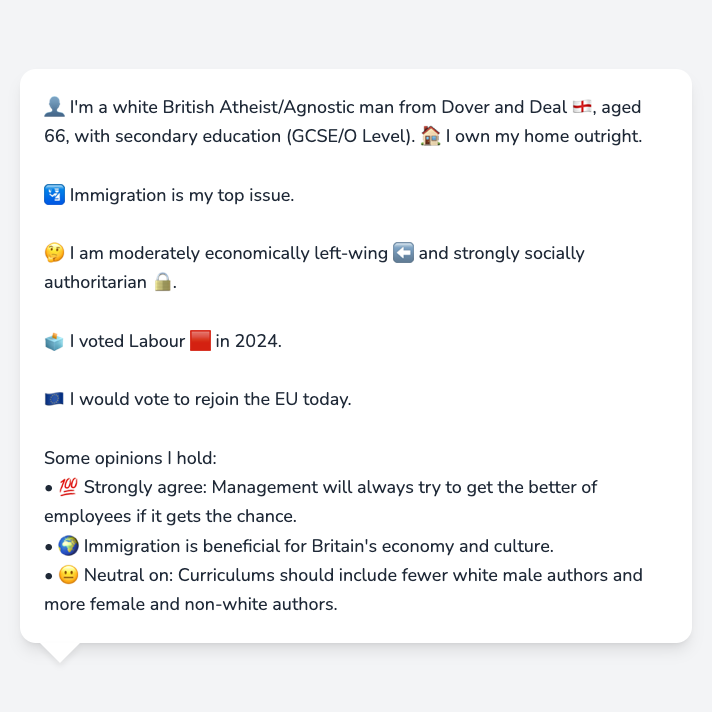 👤 I'm a white British Atheist/Agnostic man from Dover and Deal 🏴󠁧󠁢󠁥󠁮󠁧󠁿, aged
66, with secondary education (GCSE/O Level). 🏠 I own my home outright.
🛂 Immigration is my top issue.
🤔 I am moderately economically left-wing ⬅️ and strongly socially
authoritarian 🔒.
🗳️ I voted Labour 🟥 in 2024.
🇪🇺 I would vote to rejoin the EU today.
Some opinions I hold:
• 💯 Strongly agree: Management will always try to get the better of
employees if it gets the chance.
• 🌍 Immigration is beneficial for Britain's economy and culture.
• 😐 Neutral on: Curriculums should include fewer white male authors and
more female and non-white authors.